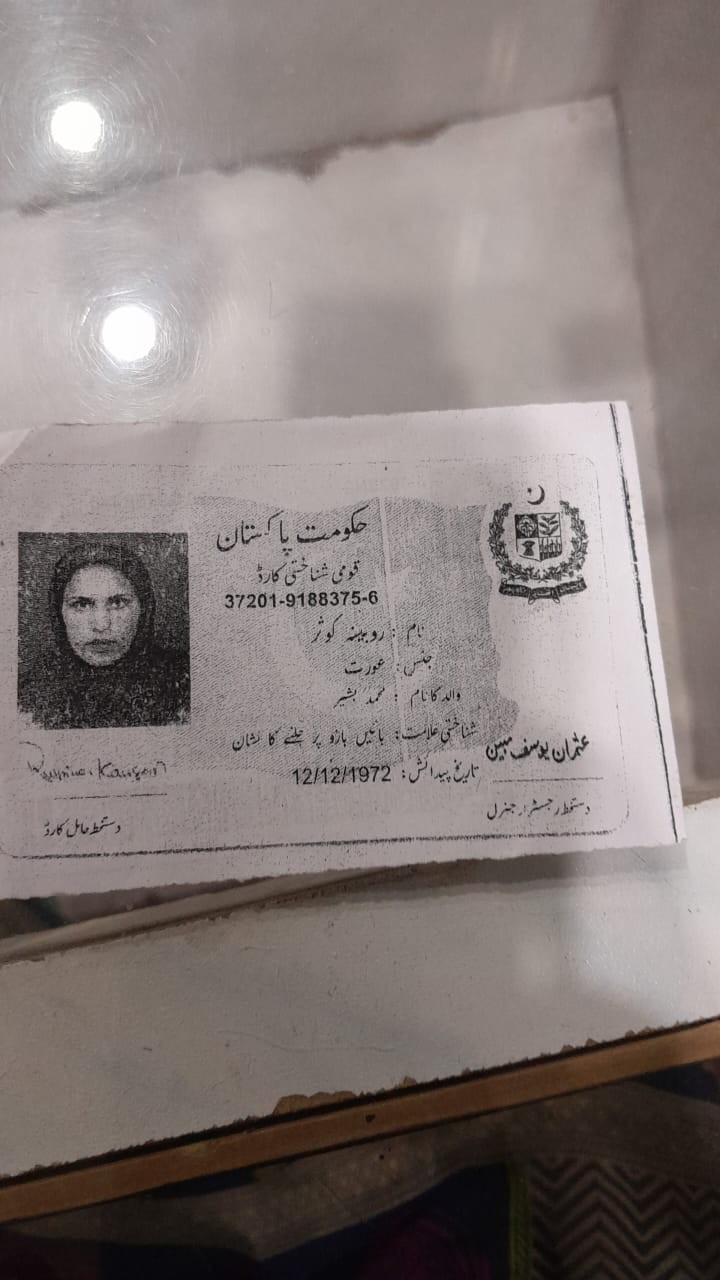 حکومت پاکستان
قومی شناختی کارڈ
37201-9188375-6
نام : روبینہ کوثر
جنس : عورت
والد کا نام : محمد بشیر
شناختی علامت: بائیں بازو پر جلنے کا نشان
تاریخ پیدائش: 12/12/1972
عثمان یوسف مبین
دستخط رجسٹرار جنرل
دستخط حامل کارڈ